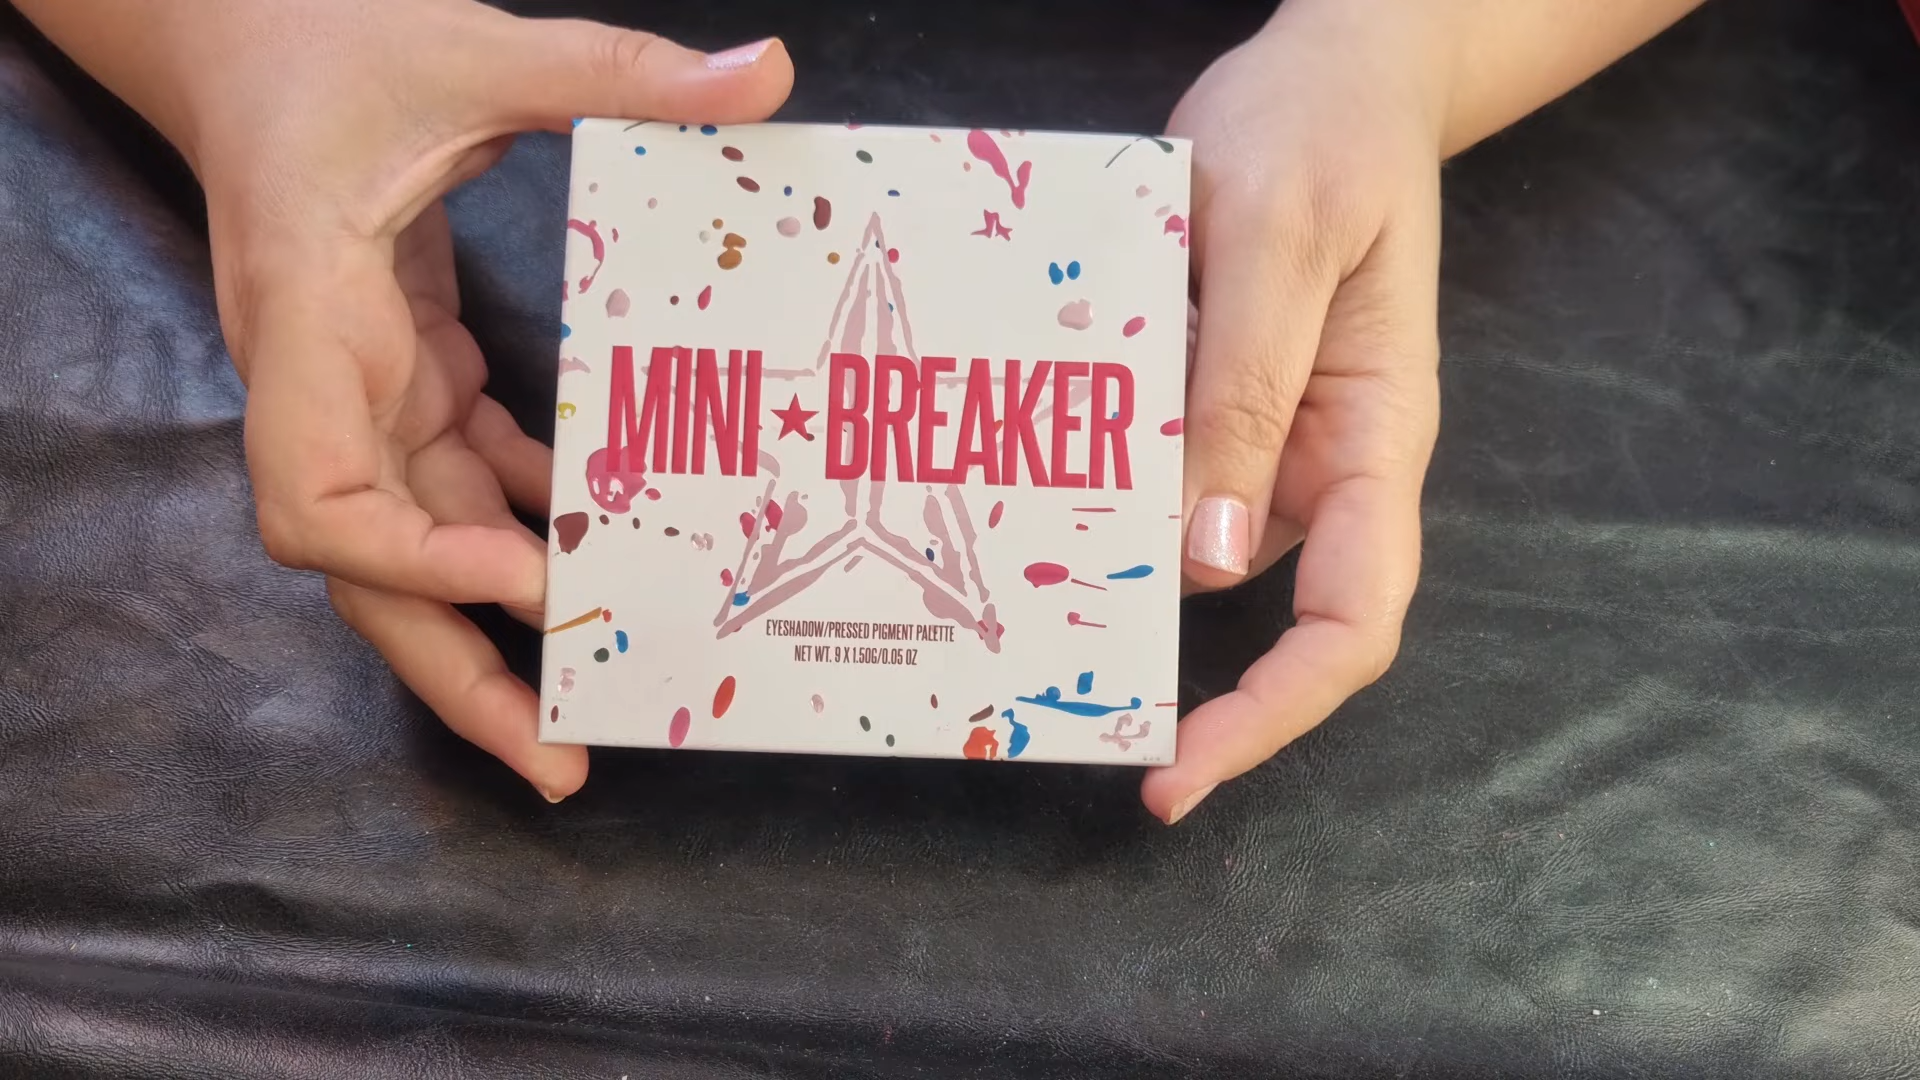 MINI★BREAKER
EYESHADOW/PRESSED PIGMENT PALETTE
NET WT. 9 X 1.50G/0.05 OZ